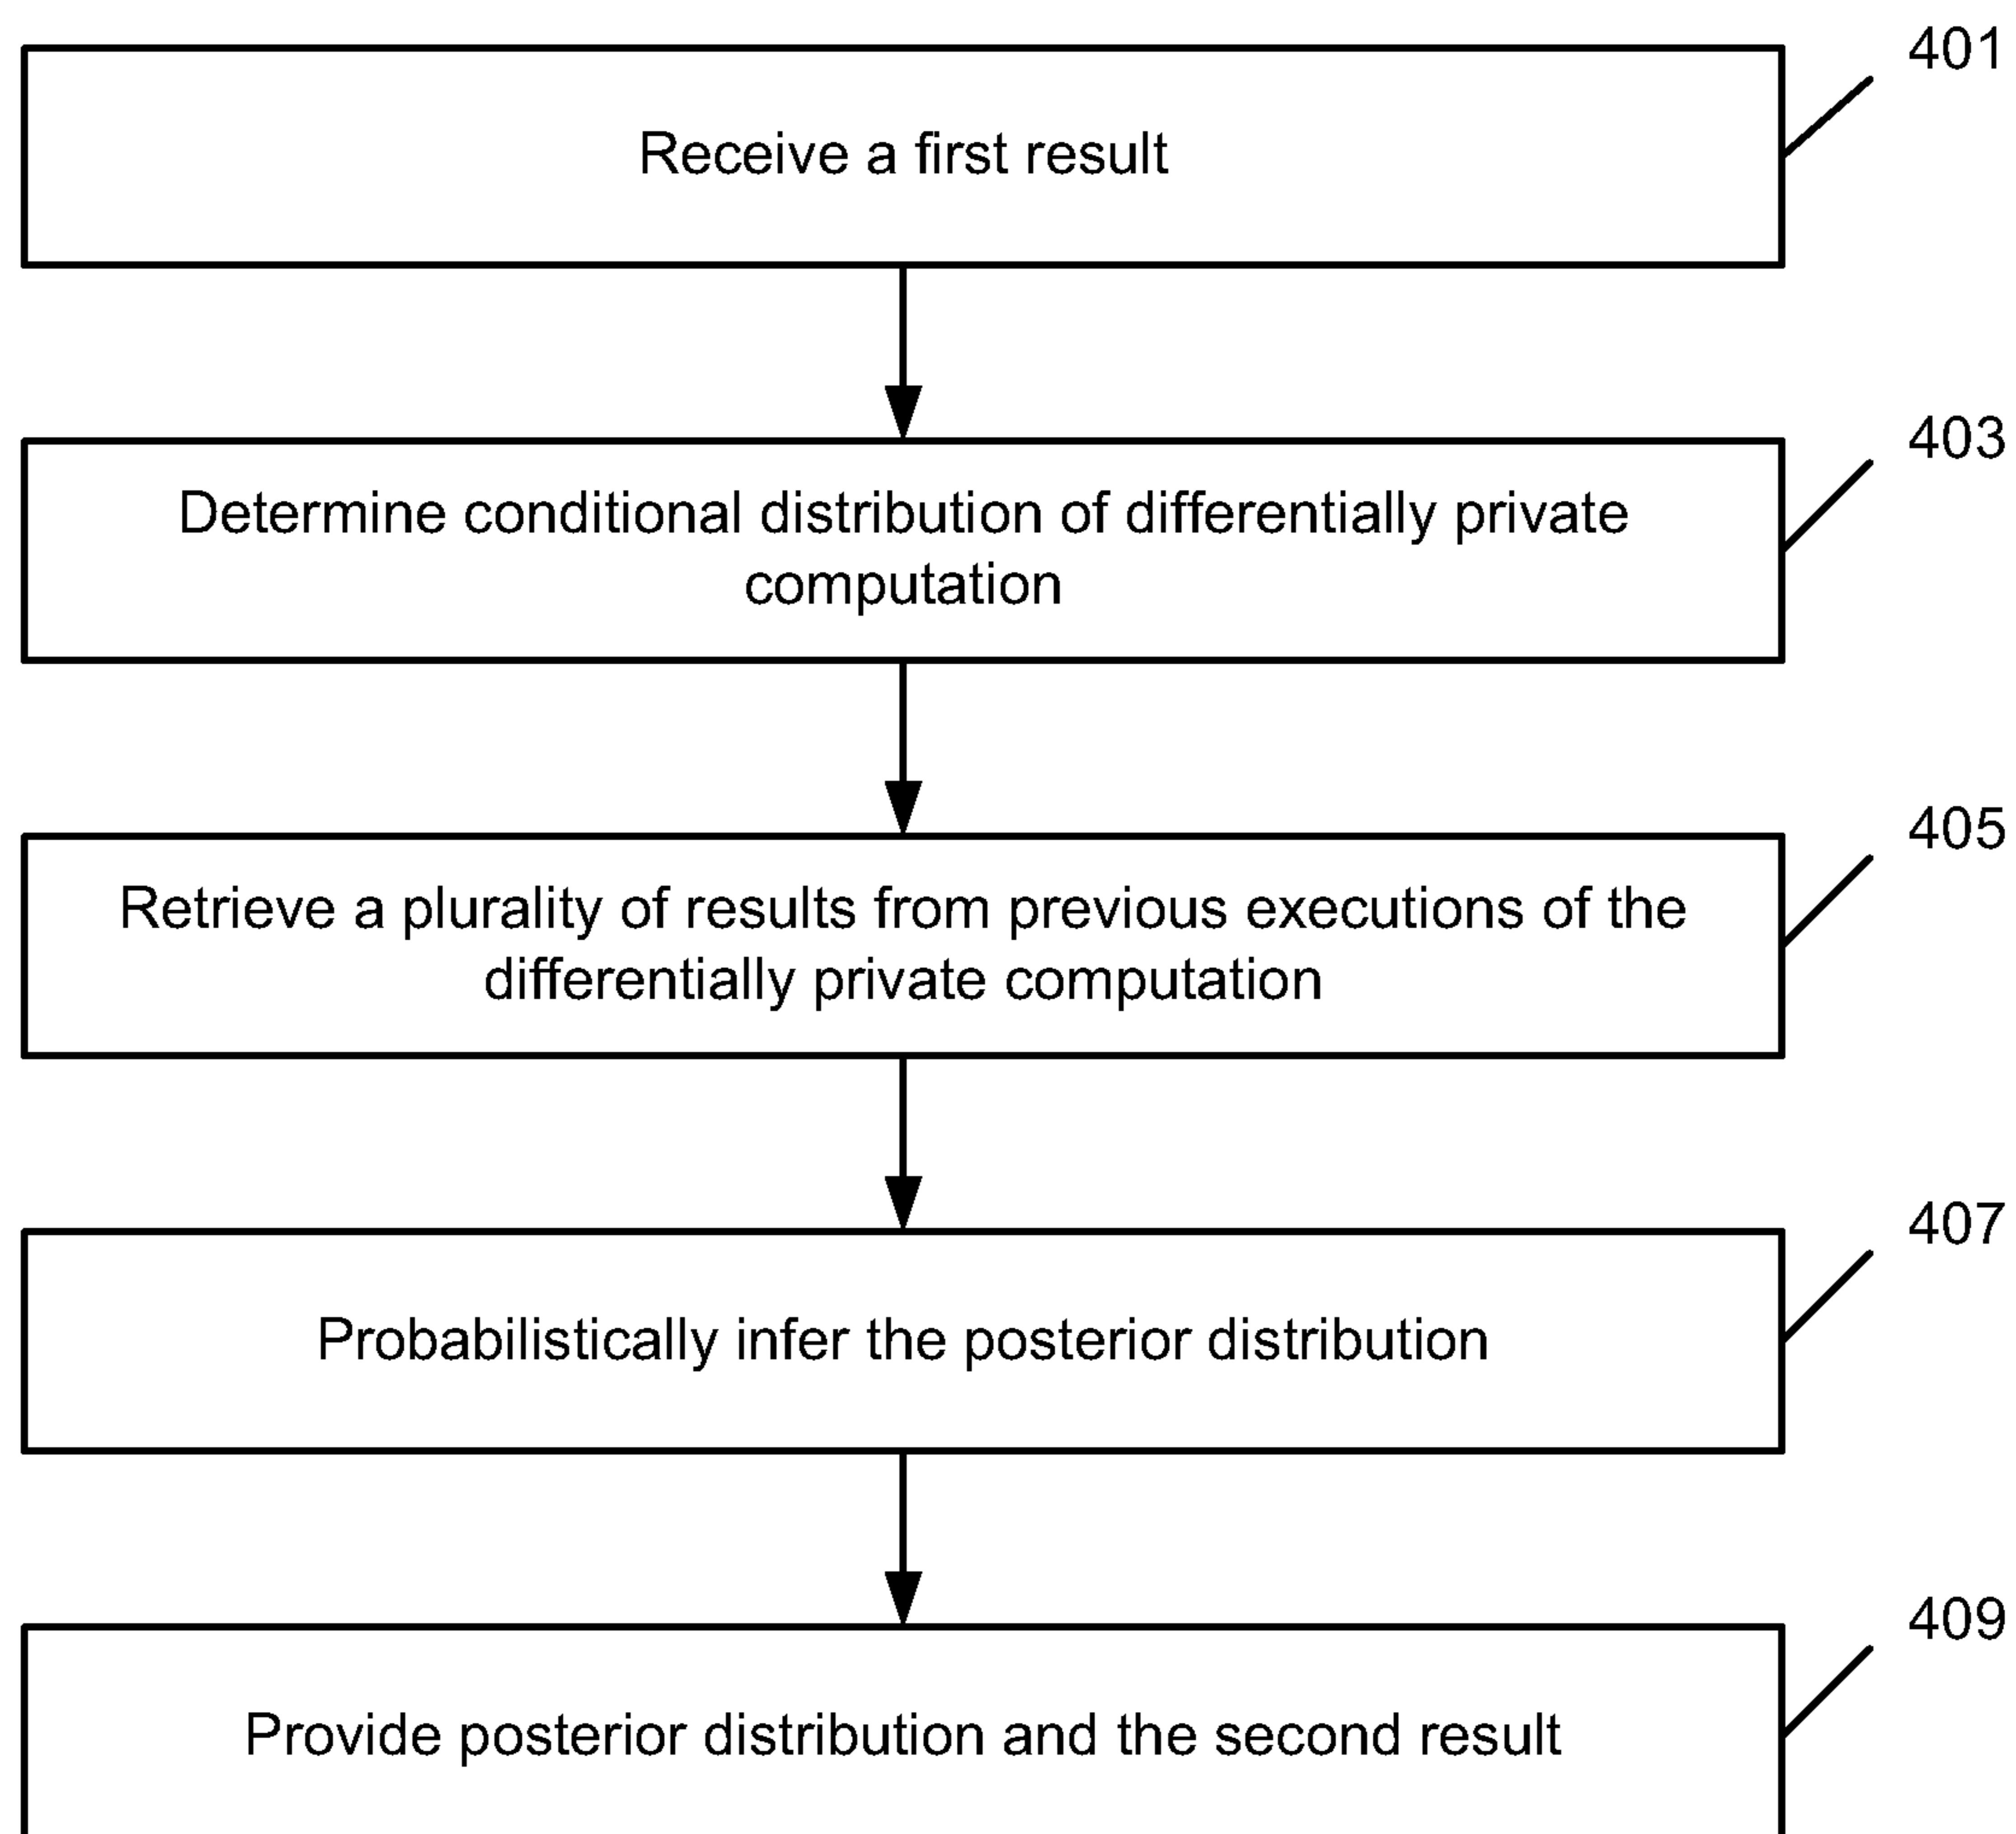 401
Receive a first result
403
Determine conditional distribution of differentially private
computation
405
Retrieve a plurality of results from previous executions of the
differentially private computation
407
Probabilistically infer the posterior distribution
409
Provide posterior distribution and the second result